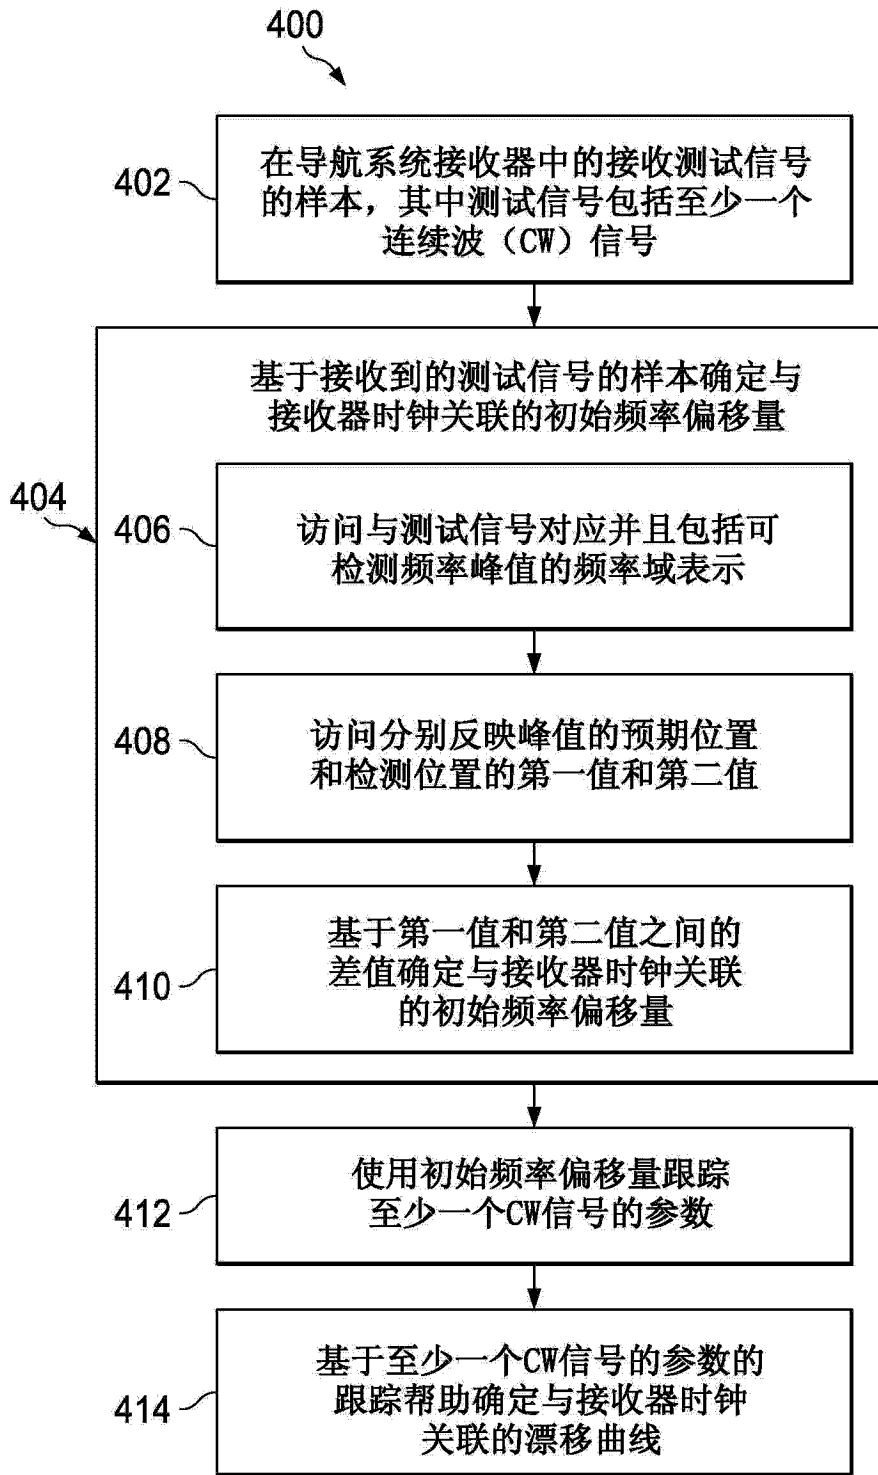 400
402
在导航系统接收器中的接收测试信号
的样本，其中测试信号包括至少一个
连续波（CW）信号
404
基于接收到的测试信号的样本确定与
接收器时钟关联的初始频率偏移量
406
访问与测试信号对应并且包括可
检测频率峰值的频率域表示
408
访问分别反映峰值的预期位置
和检测位置的第一值和第二值
410
基于第一值和第二值之间的
差值确定与接收器时钟关联
的初始频率偏移量
412
使用初始频率偏移量跟踪
至少一个CW信号的参数
414
基于至少一个CW信号的参数的
跟踪帮助确定与接收器时钟
关联的漂移曲线